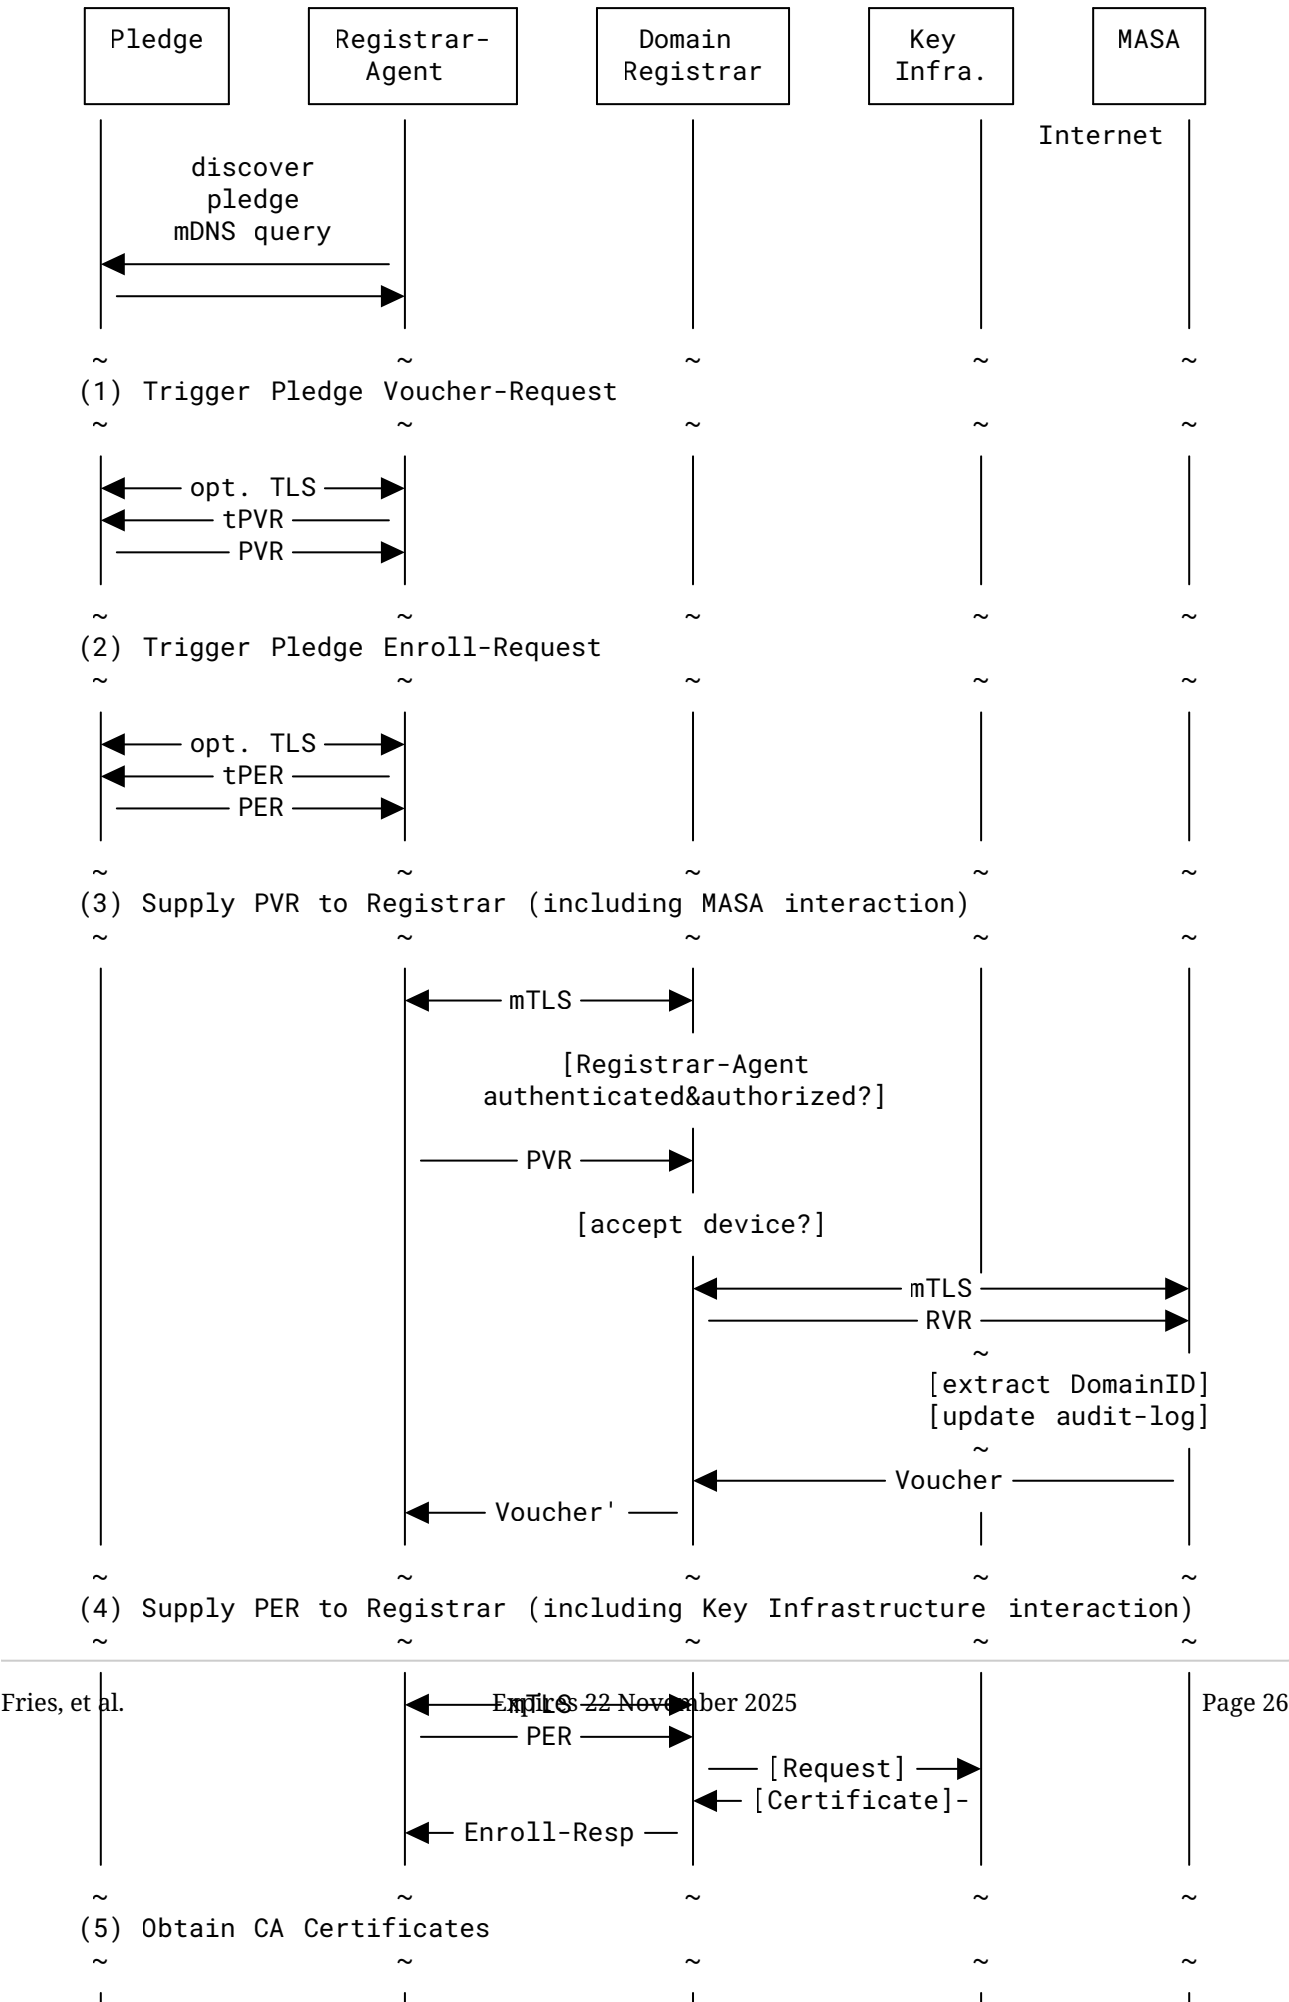 Pledge Registrar- Domain Key MASA
Agent Registrar Infra.
Internet
discover
pledge
mDNS query
~ ~ ~ ~ ~
(1) Trigger Pledge Voucher-Request
~ ~ ~ ~ ~
opt. TLS
tPVR
PVR
~ ~ ~ ~ ~
(2) Trigger Pledge Enroll-Request
~ ~ ~ ~ ~
opt. TLS
tPER
PER
~ ~ ~ ~ ~
(3) Supply PVR to Registrar (including MASA interaction)
~ ~ ~ ~ ~
mTLS
[Registrar-Agent
authenticated&authorized?]
PVR
[accept device?]
mTLS
RVR
~
[extract DomainID]
[update audit-log]
~
Voucher
Voucher'
~ ~ ~ ~ ~
(4) Supply PER to Registrar (including Key Infrastructure interaction)
~ ~ ~ ~ ~
mTLS
Fries, et al. Expires 22 November 2025 Page 26
PER
[Request]
[Certificate]-
Enroll-Resp
~ ~ ~ ~ ~
(5) Obtain CA Certificates
~ ~ ~ ~ ~